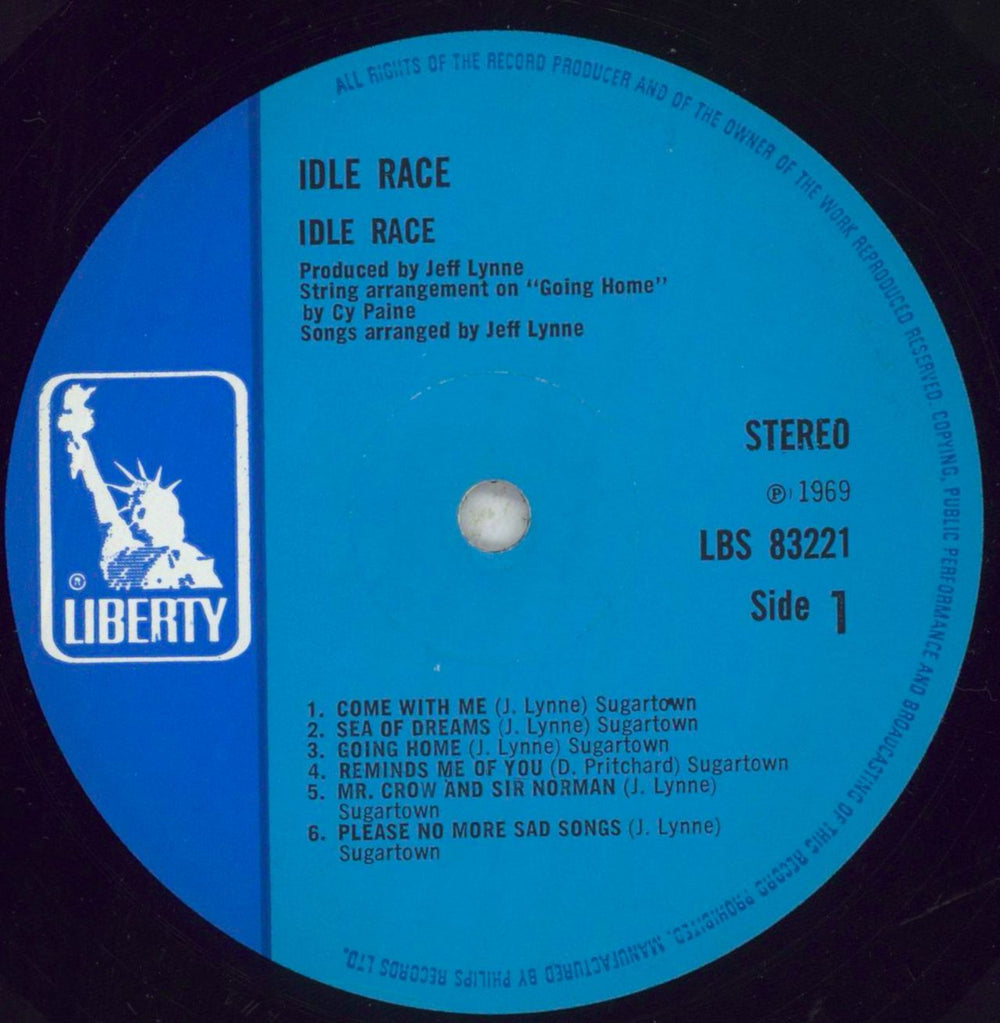 ALL RIGHTS OF THE RECORD PRODUCER AND OF THE OWNER OF THE WORK REPRODUCED RESERVED. COPYING, PUBLIC PERFORMANCE AND BROADCASTING OF THIS RECORD PROHIBITED. MANUFACTURED BY PHILIPS RECORDS LTD.
IDLE RACE
IDLE RACE
Produced by Jeff Lynne
String arrangement on "Going Home"
by Cy Paine
Songs arranged by Jeff Lynne
STEREO
℗ 1969
LBS 83221
Side 1
®
LIBERTY
1. COME WITH ME (J. Lynne) Sugartown
2. SEA OF DREAMS (J. Lynne) Sugartown
3. GOING HOME (J. Lynne) Sugartown
4. REMINDS ME OF YOU (D. Pritchard) Sugartown
5. MR. CROW AND SIR NORMAN (J. Lynne)
Sugartown
6. PLEASE NO MORE SAD SONGS (J. Lynne)
Sugartown